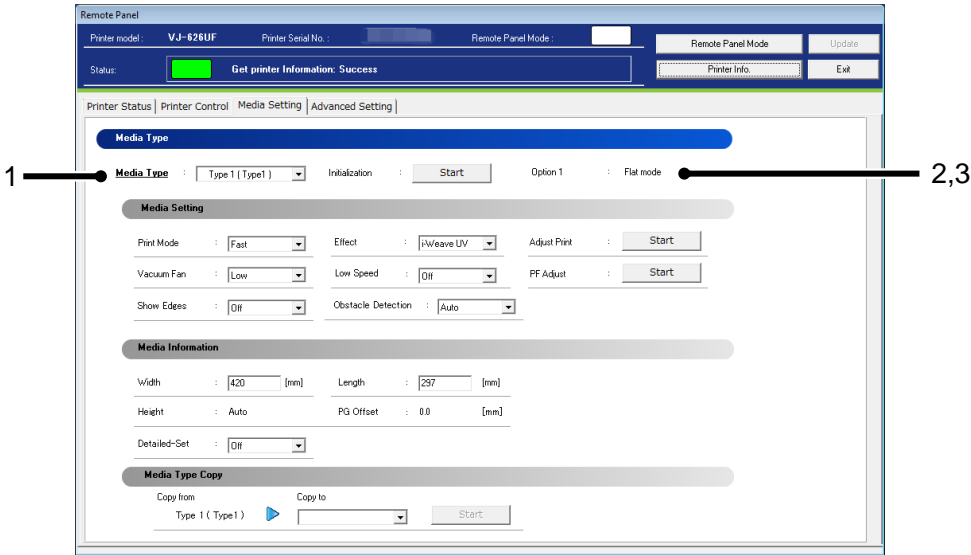 Remote Panel
Printer model : VJ-626UF Printer Serial No. : Remote Panel Mode : Remote Panel Mode Update
Status: Get printer Information: Success Printer Info. Exit
Printer Status Printer Control Media Setting Advanced Setting
Media Type
1 Media Type : Type 1 ( Type1 ) Initialization : Start Option 1 : Flat mode 2,3
Media Setting
Print Mode : Fast Effect : i-Weave UV Adjust Print : Start
Vacuum Fan : Low Low Speed : Off PF Adjust : Start
Show Edges : Off Obstacle Detection : Auto
Media Information
Width : 420 [mm] Length : 297 [mm]
Height : Auto PG Offset : 0.0 [mm]
Detailed-Set : Off
Media Type Copy
Copy from Copy to
Type 1 ( Type1 ) Start